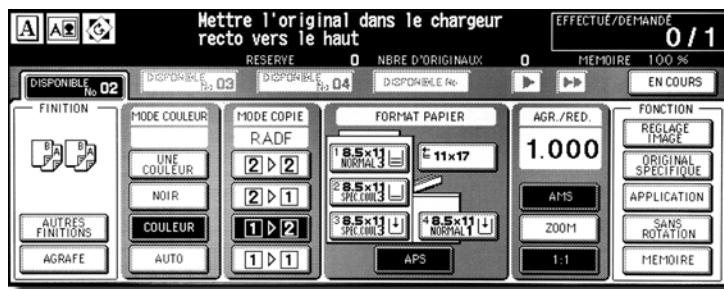 A A
Mettre l'original dans le chargeur
recto vers le haut
EFFECTUÉ/DEMANDÉ
0/1
RESERVE 0 NBRE D'ORIGINAUX 0 MEMOIRE 100 %
DISPONIBLE No 02
DISPONIBLE No 03
DISPONIBLE No 04
DISPONIBLE No
EN COURS
FINITION
B A B A
AUTRES
FINITIONS
AGRAFE
MODE COULEUR
UNE
COULEUR
NOIR
COULEUR
AUTO
MODE COPIE
RADF
2 ▷ 2
2 ▷ 1
1 ▷ 2
1 ▷ 1
FORMAT PAPIER
1 8.5×11
NORMAL 3
11×17
2 8.5×11
SPEC.COUL 3
3 8.5×11
SPEC.COUL 3
4 8.5×11
NORMAL 1
APS
AGR./RED.
1.000
AMS
ZOOM
1:1
FONCTION
REGLAGE
IMAGE
ORIGINAL
SPECIFIQUE
APPLICATION
SANS
ROTATION
MEMOIRE